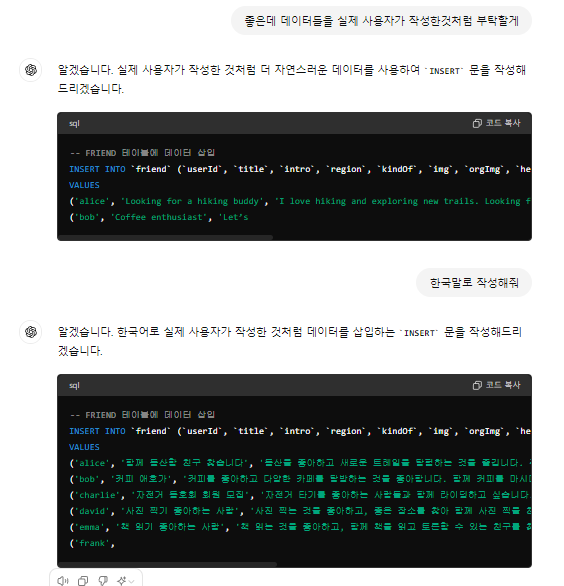 좋은데 데이터들을 실제 사용자가 작성한것처럼 부탁할게
알겠습니다. 실제 사용자가 작성한 것처럼 더 자연스러운 데이터를 사용하여 `INSERT` 문을 작성해
드리겠습니다.
sql
코드 복사
-- FRIEND 테이블에 데이터 삽입
INSERT INTO `friend` (`userId`, `title`, `intro`, `region`, `kindOf`, `img`, `orgImg`, `he
VALUES
('alice', 'Looking for a hiking buddy', 'I love hiking and exploring new trails. Looking f
('bob', 'Coffee enthusiast', 'Let’s
한국말로 작성해줘
알겠습니다. 한국어로 실제 사용자가 작성한 것처럼 데이터를 삽입하는 `INSERT` 문을 작성해드리
겠습니다.
sql
코드 복사
-- FRIEND 테이블에 데이터 삽입
INSERT INTO `friend` (`userId`, `title`, `intro`, `region`, `kindOf`, `img`, `orgImg`, `he
VALUES
('alice', '함께 등산할 친구 찾습니다', '등산을 좋아하고 새로운 트레일을 탐험하는 것을 즐깁니다.
('bob', '커피 애호가', '커피를 좋아하고 다양한 카페를 탐방하는 것을 좋아합니다. 함께 커피를 마시며
('charlie', '자전거 동호회 회원 모집', '자전거 타기를 좋아하는 사람들과 함께 라이딩하고 싶습니다.
('david', '사진 찍기 좋아하는 사람', '사진 찍는 것을 좋아하고, 좋은 장소를 찾아 함께 사진 찍을
('emma', '책 읽기 좋아하는 사람', '책 읽는 것을 좋아하고, 함께 책을 읽고 토론할 수 있는 친구를
('frank',